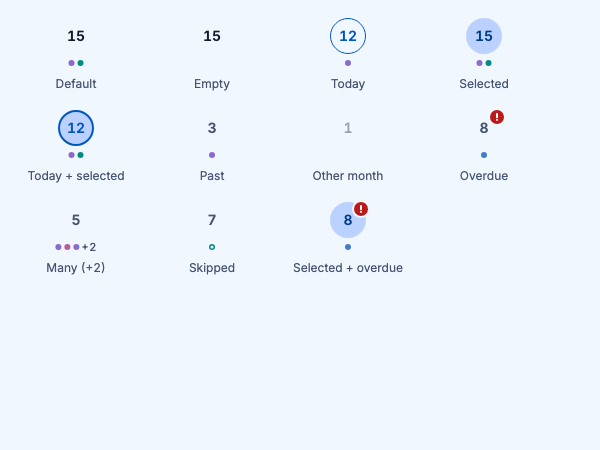 15 15 12 15
Default Empty Today Selected
12 3 1 8 !
Today + selected Past Other month Overdue
5 7 8 !
+2
Many (+2) Skipped Selected + overdue